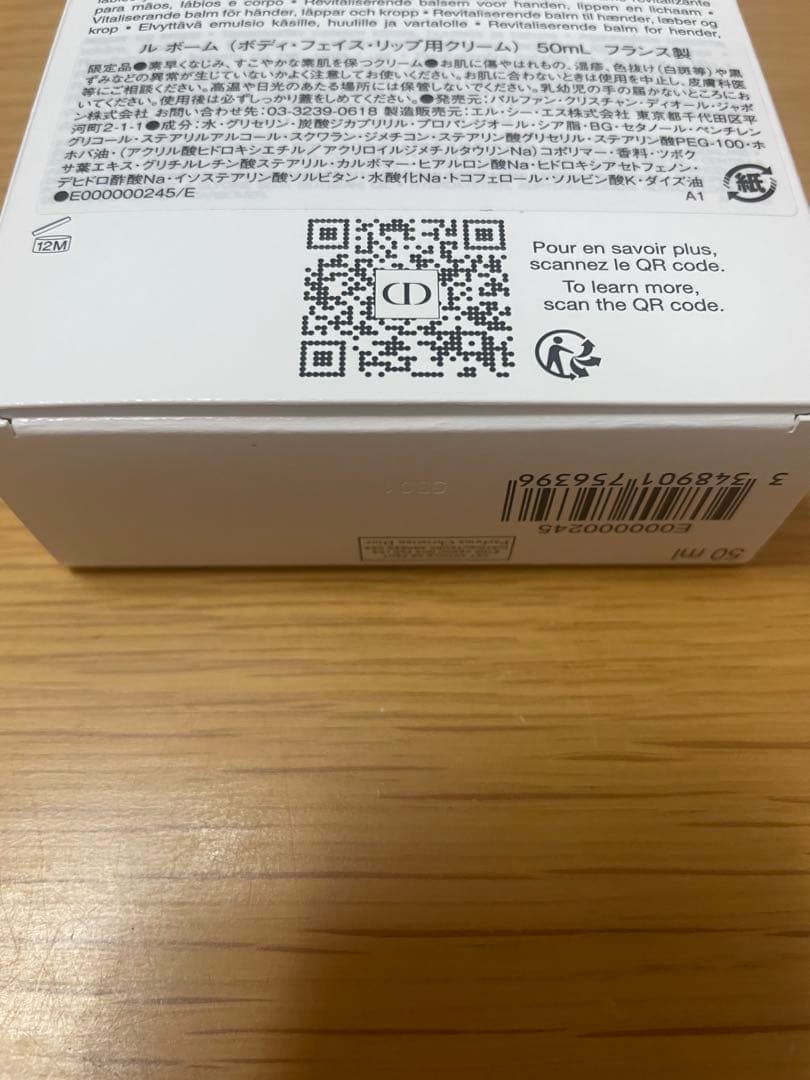 para mãos, lábios e corpo • Revitaliserende balsem voor handen, lippen en lichaam •
Vitaliserande balm för händer, läppar och kropp • Revitaliserende balm til hænder, læber og
krop • Elvyttävä emulsio käsille, huulille ja vartalolle • Revitaliserende balm for hender,
ル ボーム (ボディ・フェイス・リップ用クリーム) 50mL フランス製
限定品●素早くなじみ、すこやかな素肌を保つクリーム●お肌に傷やはれもの、湿疹、色抜け(白斑等)や黒
ずみなどの異常が生じていないかよく注意してお使いください。お肌に合わないときは使用を中止し、皮膚科医
等にご相談ください。高温や日光のあたる場所には保管しないでください。乳幼児の手の届かないところにお
いてください。使用後は必ずしっかり蓋をしめてください。●発売元:パルファン・クリスチャン・ディオール・ジャポ
ン株式会社 お問い合わせ先:03-3239-0618 製造販売元:エル・シー・エス株式会社 東京都千代田区平
河町2-1-1●成分:水・グリセリン・炭酸ジカプリリル・プロパンジオール・シア脂・BG・セタノール・ペンチレン
グリコール・ステアリルアルコール・スクワラン・ジメチコン・ステアリン酸グリセリル・ステアリン酸PEG-100・ホ
ホバ油・(アクリル酸ヒドロキシエチル/アクリロイルジメチルタウリンNa)コポリマー・香料・ツボク
サ葉エキス・グリチルレチン酸ステアリル・カルボマー・ヒアルロン酸Na・ヒドロキシアセトフェノン・
デヒドロ酢酸Na・イソステアリン酸ソルビタン・水酸化Na・トコフェロール・ソルビン酸K・ダイズ油
●E000000245/E A1
紙
12M
CD
Pour en savoir plus,
scannez le QR code.
To learn more,
scan the QR code.
3 348901 756396
E000000245
50 ml
Parfums Christian Dior